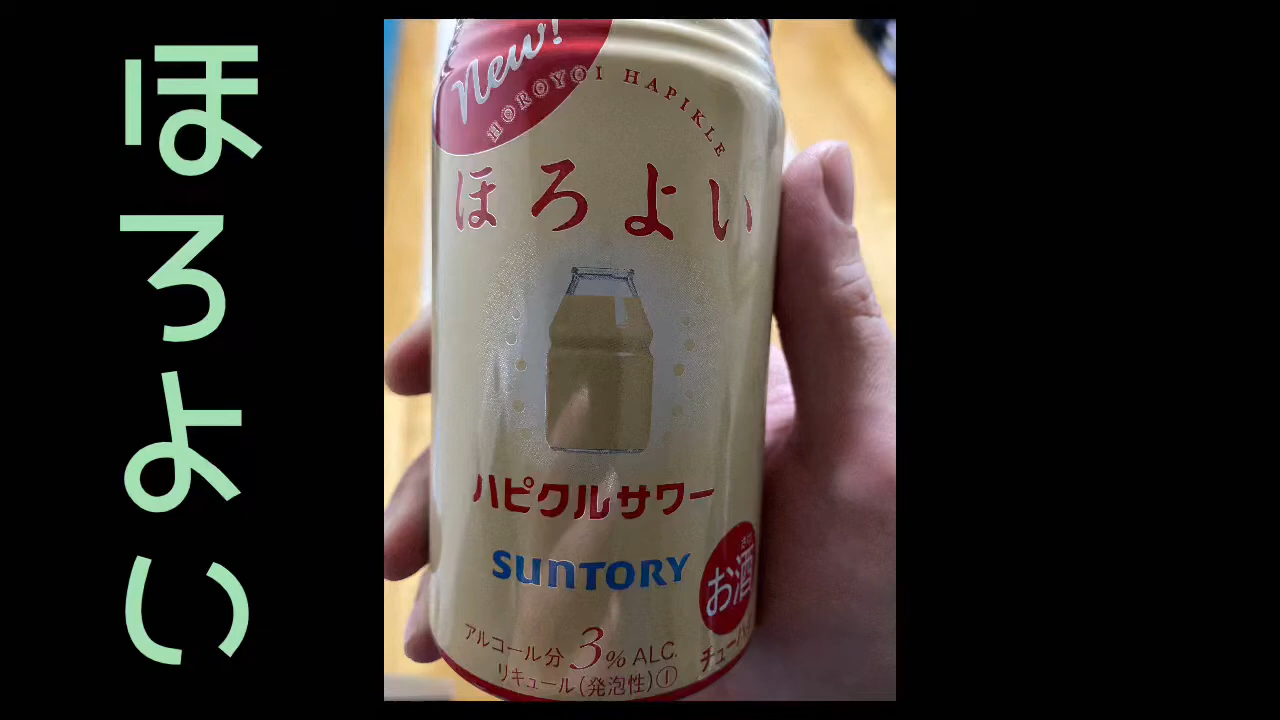 ほろよい
New!
HOROYOI HAPIKLE
ほろよい
ハピクルサワー
SUNTORY
お酒
アルコール分3%ALC.
リキュール(発泡性)①